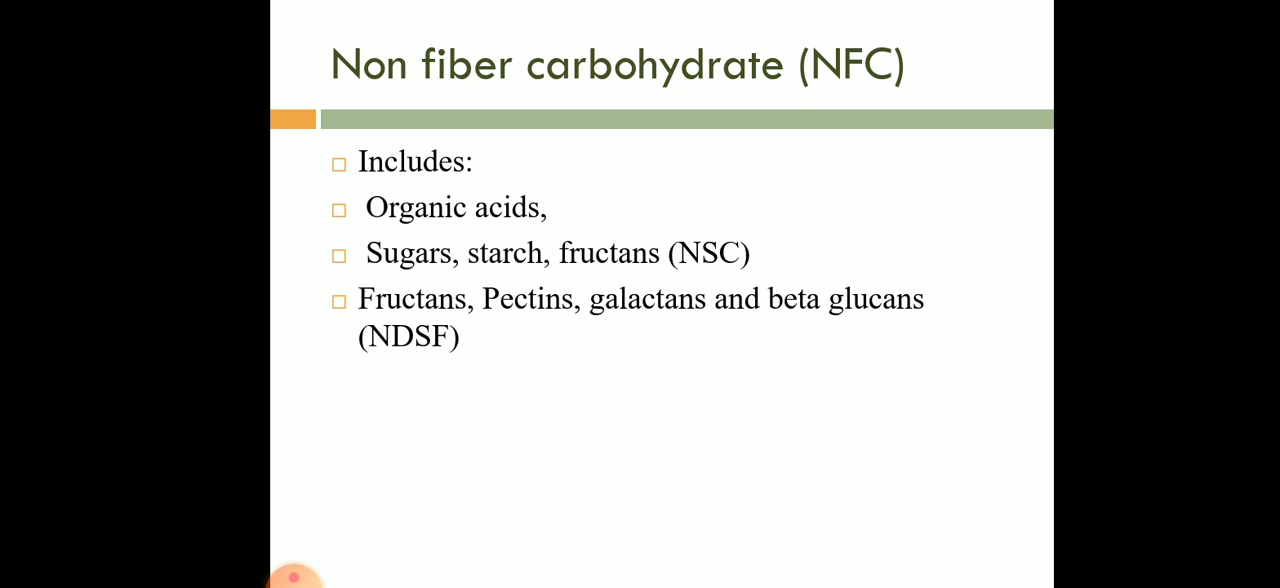 Non fiber carbohydrate (NFC)
Includes:
Organic acids,
Sugars, starch, fructans (NSC)
Fructans, Pectins, galactans and beta glucans
(NDSF)